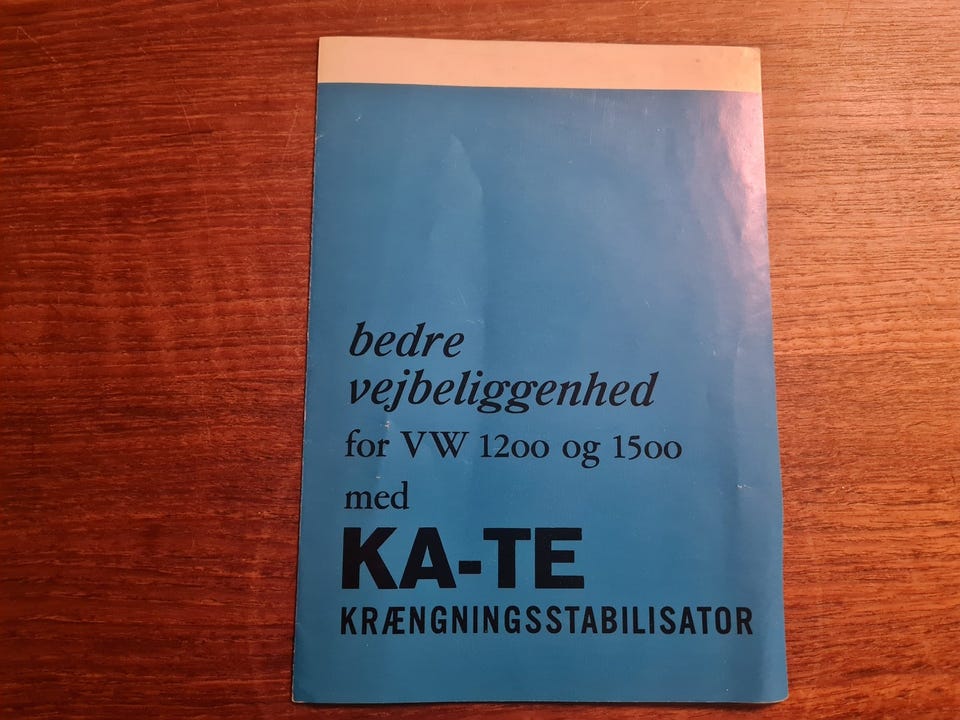 bedre
vejbeliggenhed
for VW 1200 og 1500
med
KA-TE
KRÆNGNINGSSTABILISATOR